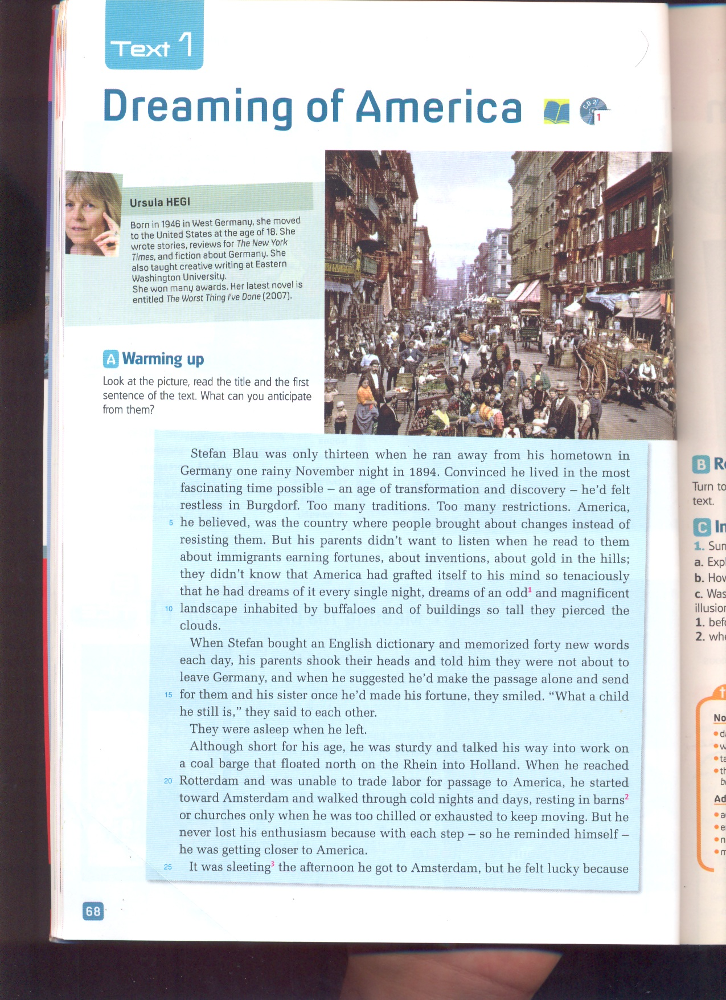 Text 1
Dreaming of America
CD 2
1
Ursula HEGI
Born in 1946 in West Germany, she moved
to the United States at the age of 18. She
wrote stories, reviews for The New York
Times, and fiction about Germany. She
also taught creative writing at Eastern
Washington University.
She won many awards. Her latest novel is
entitled The Worst Thing I've Done (2007).
A Warming up
Look at the picture, read the title and the first
sentence of the text. What can you anticipate
from them?
Stefan Blau was only thirteen when he ran away from his hometown in
Germany one rainy November night in 1894. Convinced he lived in the most
fascinating time possible – an age of transformation and discovery – he'd felt
restless in Burgdorf. Too many traditions. Too many restrictions. America,
5 he believed, was the country where people brought about changes instead of
resisting them. But his parents didn't want to listen when he read to them
about immigrants earning fortunes, about inventions, about gold in the hills;
they didn't know that America had grafted itself to his mind so tenaciously
that he had dreams of it every single night, dreams of an odd1 and magnificent
10 landscape inhabited by buffaloes and of buildings so tall they pierced the
clouds.
When Stefan bought an English dictionary and memorized forty new words
each day, his parents shook their heads and told him they were not about to
leave Germany, and when he suggested he'd make the passage alone and send
15 for them and his sister once he'd made his fortune, they smiled. “What a child
he still is,” they said to each other.
They were asleep when he left.
Although short for his age, he was sturdy and talked his way into work on
a coal barge that floated north on the Rhein into Holland. When he reached
20 Rotterdam and was unable to trade labor for passage to America, he started
toward Amsterdam and walked through cold nights and days, resting in barns2
or churches only when he was too chilled or exhausted to keep moving. But he
never lost his enthusiasm because with each step – so he reminded himself –
he was getting closer to America.
25 It was sleeting3 the afternoon he got to Amsterdam, but he felt lucky because
68
B
Turn to
text.
C
1.
a.
b.
c.
1.
2.